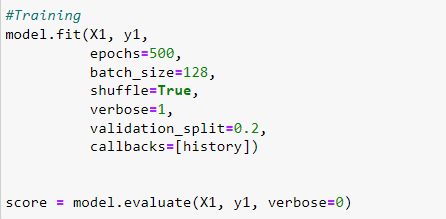 #Training
model.fit(X1, y1,
          epochs=500,
          batch_size=128,
          shuffle=True,
          verbose=1,
          validation_split=0.2,
          callbacks=[history])
score = model.evaluate(X1, y1, verbose=0)